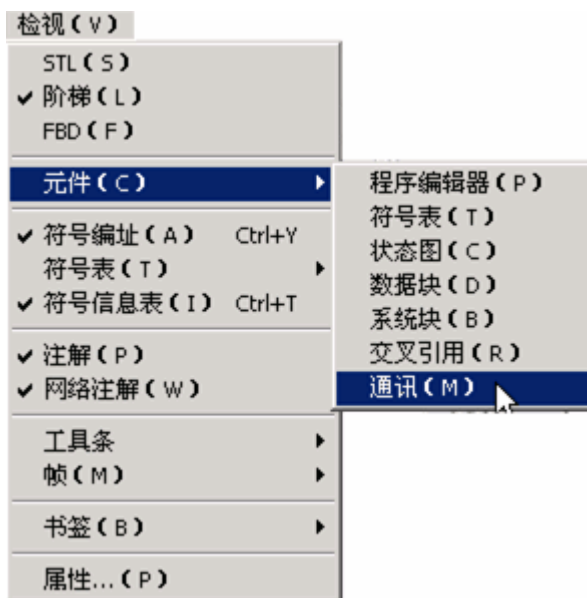 检视(V)
STL(S)
阶梯(L)
FBD(F)
元件(C)
程序编辑器(P)
符号表(T)
状态图(C)
数据块(D)
系统块(B)
交叉引用(R)
通讯(M)
符号编址(A) Ctrl+Y
符号表(T)
符号信息表(I) Ctrl+T
注解(P)
网络注解(W)
工具条
帧(M)
书签(B)
属性...(P)